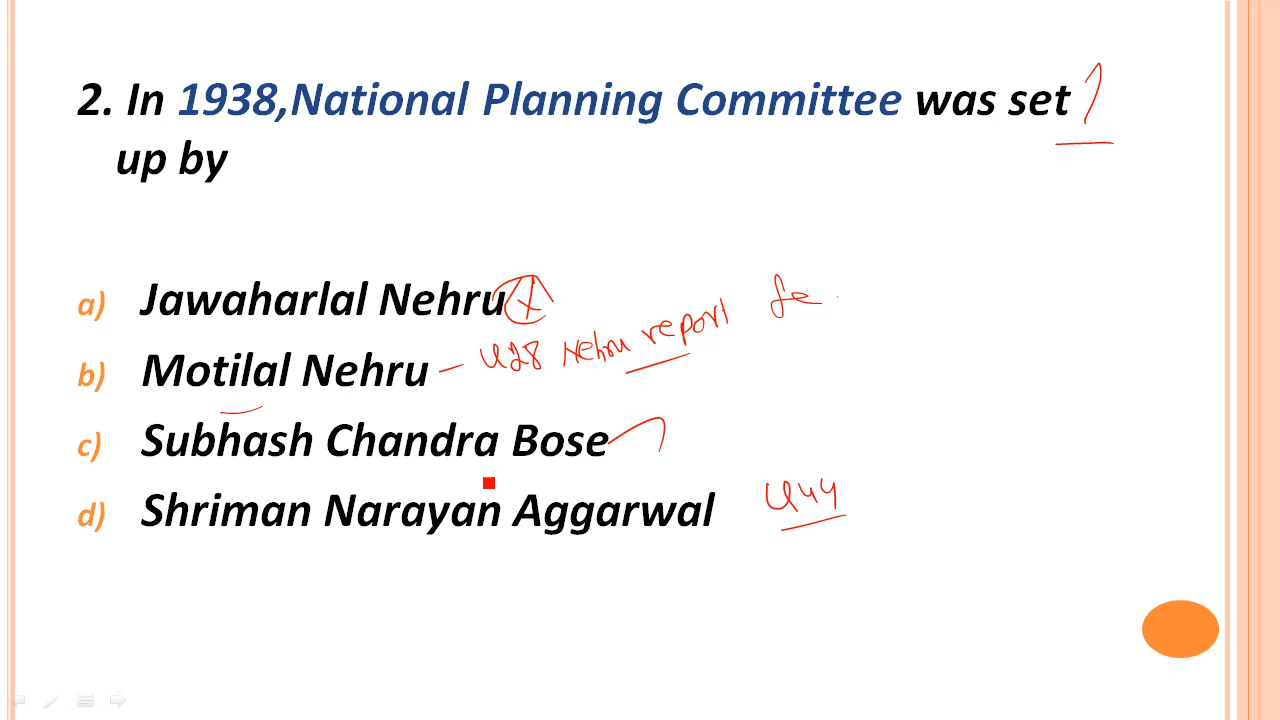 2. In 1938,National Planning Committee was set ?
up by
a) Jawaharlal Nehru x
b) Motilal Nehru - 1928 Nehru report
c) Subhash Chandra Bose
d) Shriman Narayan Aggarwal 1944